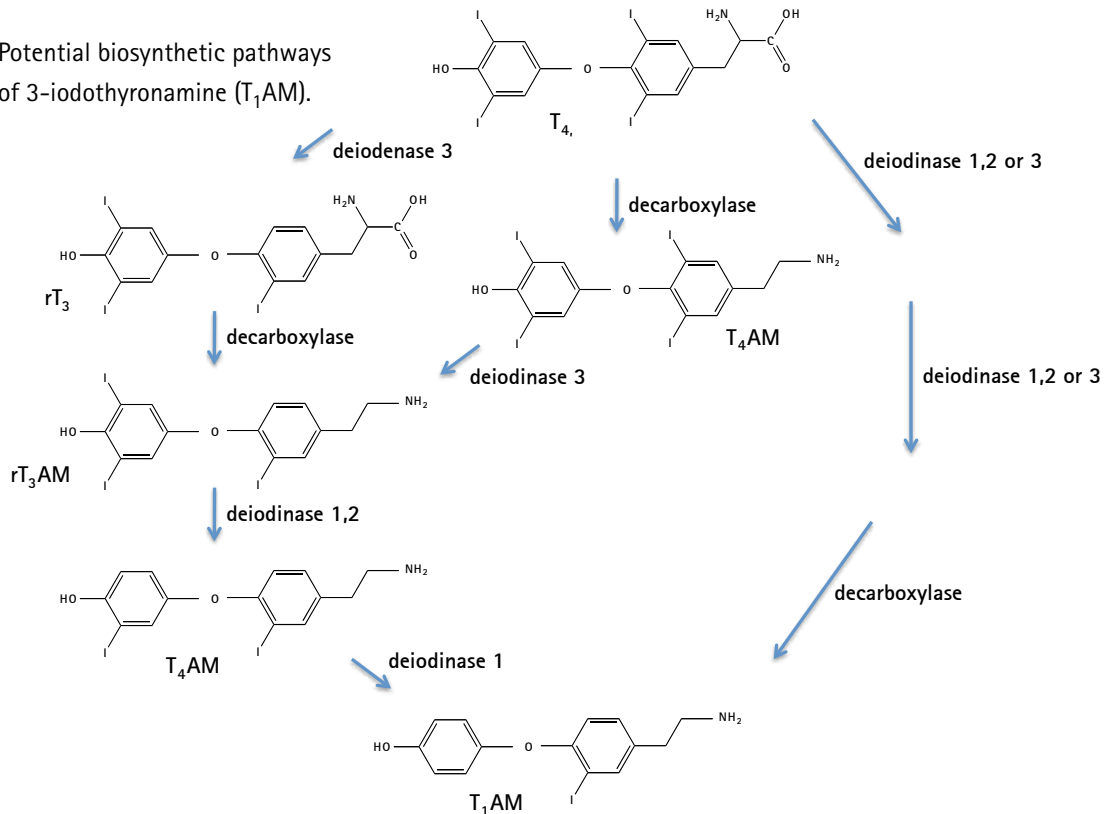 Potential biosynthetic pathways
of 3-iodothyronamine (T₁AM).
I
I
H₂N
OH
C
O
HO
O
I
I
T₄,
deiodenase 3
deiodinase 1,2 or 3
decarboxylase
I
H₂N
OH
C
O
HO
O
I
I
rT₃
I
I
NH₂
HO
O
I
I
T₄AM
decarboxylase
deiodinase 3
deiodinase 1,2 or 3
I
NH₂
HO
O
I
I
rT₃AM
deiodinase 1,2
NH₂
HO
O
I
I
T₄AM
decarboxylase
deiodinase 1
NH₂
HO
O
I
T₁AM